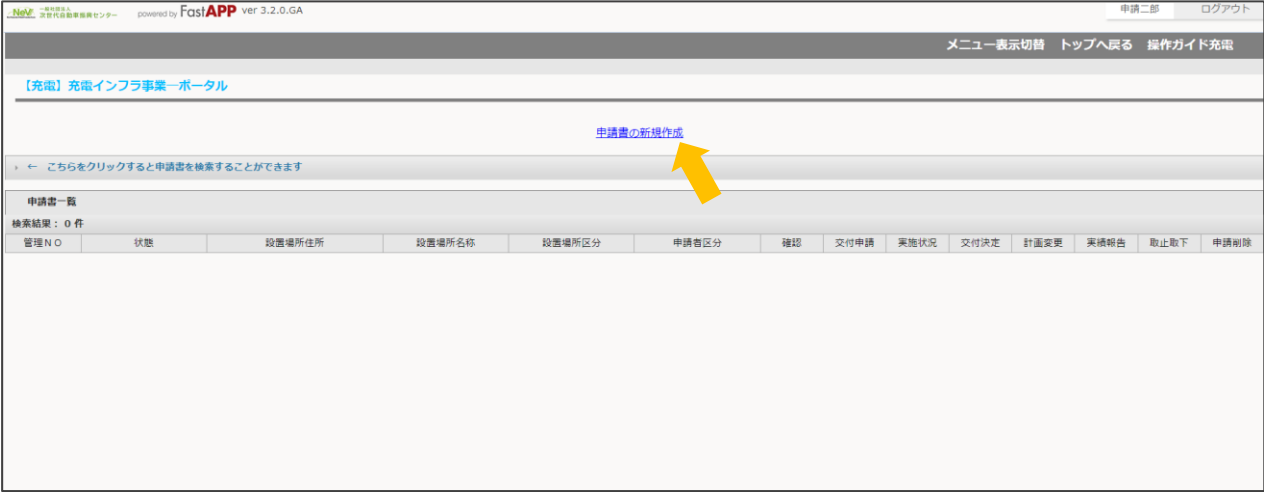 NeV 一般社団法人 次世代自動車振興センター powered by FastAPP ver 3.2.0.GA 申請二郎 ログアウト
メニュー表示切替 トップへ戻る 操作ガイド充電
【充電】充電インフラ事業―ポータル
申請書の新規作成
← こちらをクリックすると申請書を検索することができます
申請書一覧
検索結果： 0 件
管理ＮＯ 状態 設置場所住所 設置場所名称 設置場所区分 申請者区分 確認 交付申請 実施状況 交付決定 計画変更 実績報告 取止取下 申請削除